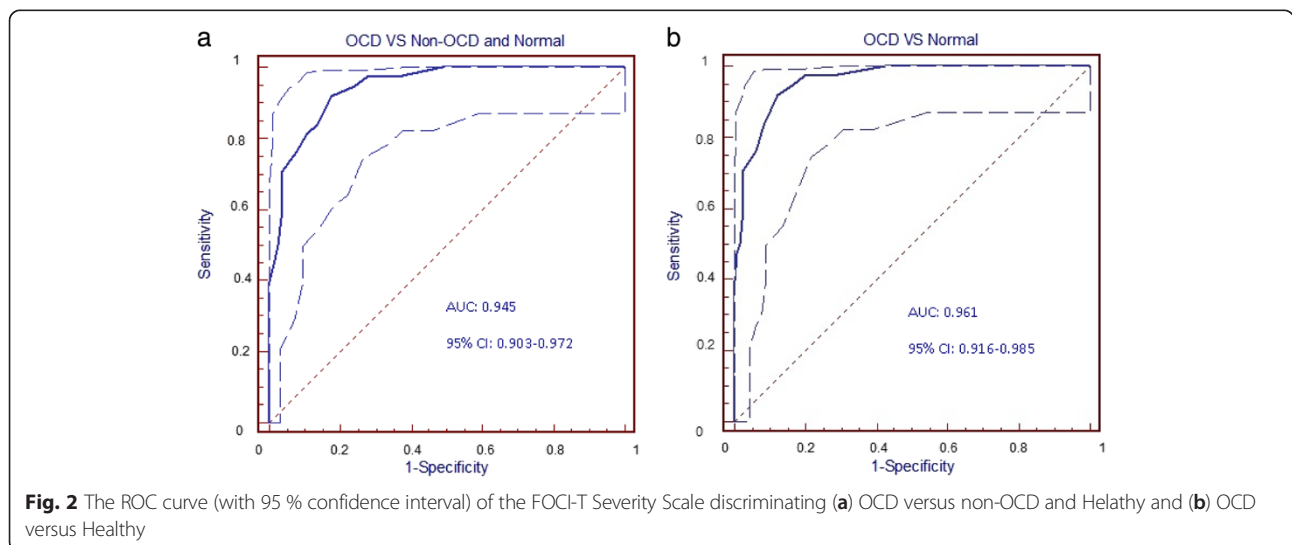 a
OCD VS Non-OCD and Normal
1
0.8
0.6
0.4
0.2
0
Sensitivity
AUC: 0.945
95% CI: 0.903-0.972
0 0.2 0.4 0.6 0.8 1
1-Specificity
b
OCD VS Normal
1
0.8
0.6
0.4
0.2
0
Sensitivity
AUC: 0.961
95% CI: 0.916-0.985
0 0.2 0.4 0.6 0.8 1
1-Specificity
Fig. 2 The ROC curve (with 95 % confidence interval) of the FOCI-T Severity Scale discriminating (a) OCD versus non-OCD and Helathy and (b) OCD
versus Healthy